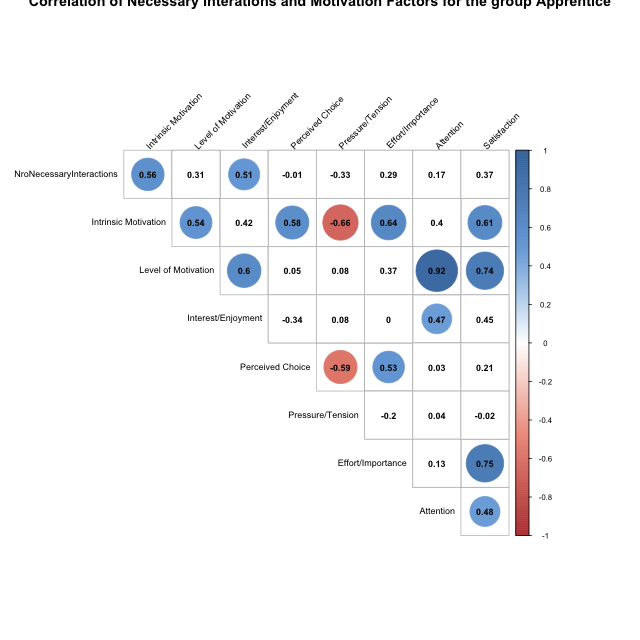 Correlation of Necessary Interations and Motivation Factors for the group Apprentice
Intrinsic Motivation
Level of Motivation
Interest/Enjoyment
Perceived Choice
Pressure/Tension
Effort/Importance
Attention
Satisfaction
NroNecessaryInteractions 0.56 0.31 0.51 -0.01 -0.33 0.29 0.17 0.37
Intrinsic Motivation 0.54 0.42 0.58 -0.66 0.64 0.4 0.61
Level of Motivation 0.6 0.05 0.08 0.37 0.92 0.74
Interest/Enjoyment -0.34 0.08 0 0.47 0.45
Perceived Choice -0.59 0.53 0.03 0.21
Pressure/Tension -0.2 0.04 -0.02
Effort/Importance 0.13 0.75
Attention 0.48
1
0.8
0.6
0.4
0.2
0
-0.2
-0.4
-0.6
-0.8
-1